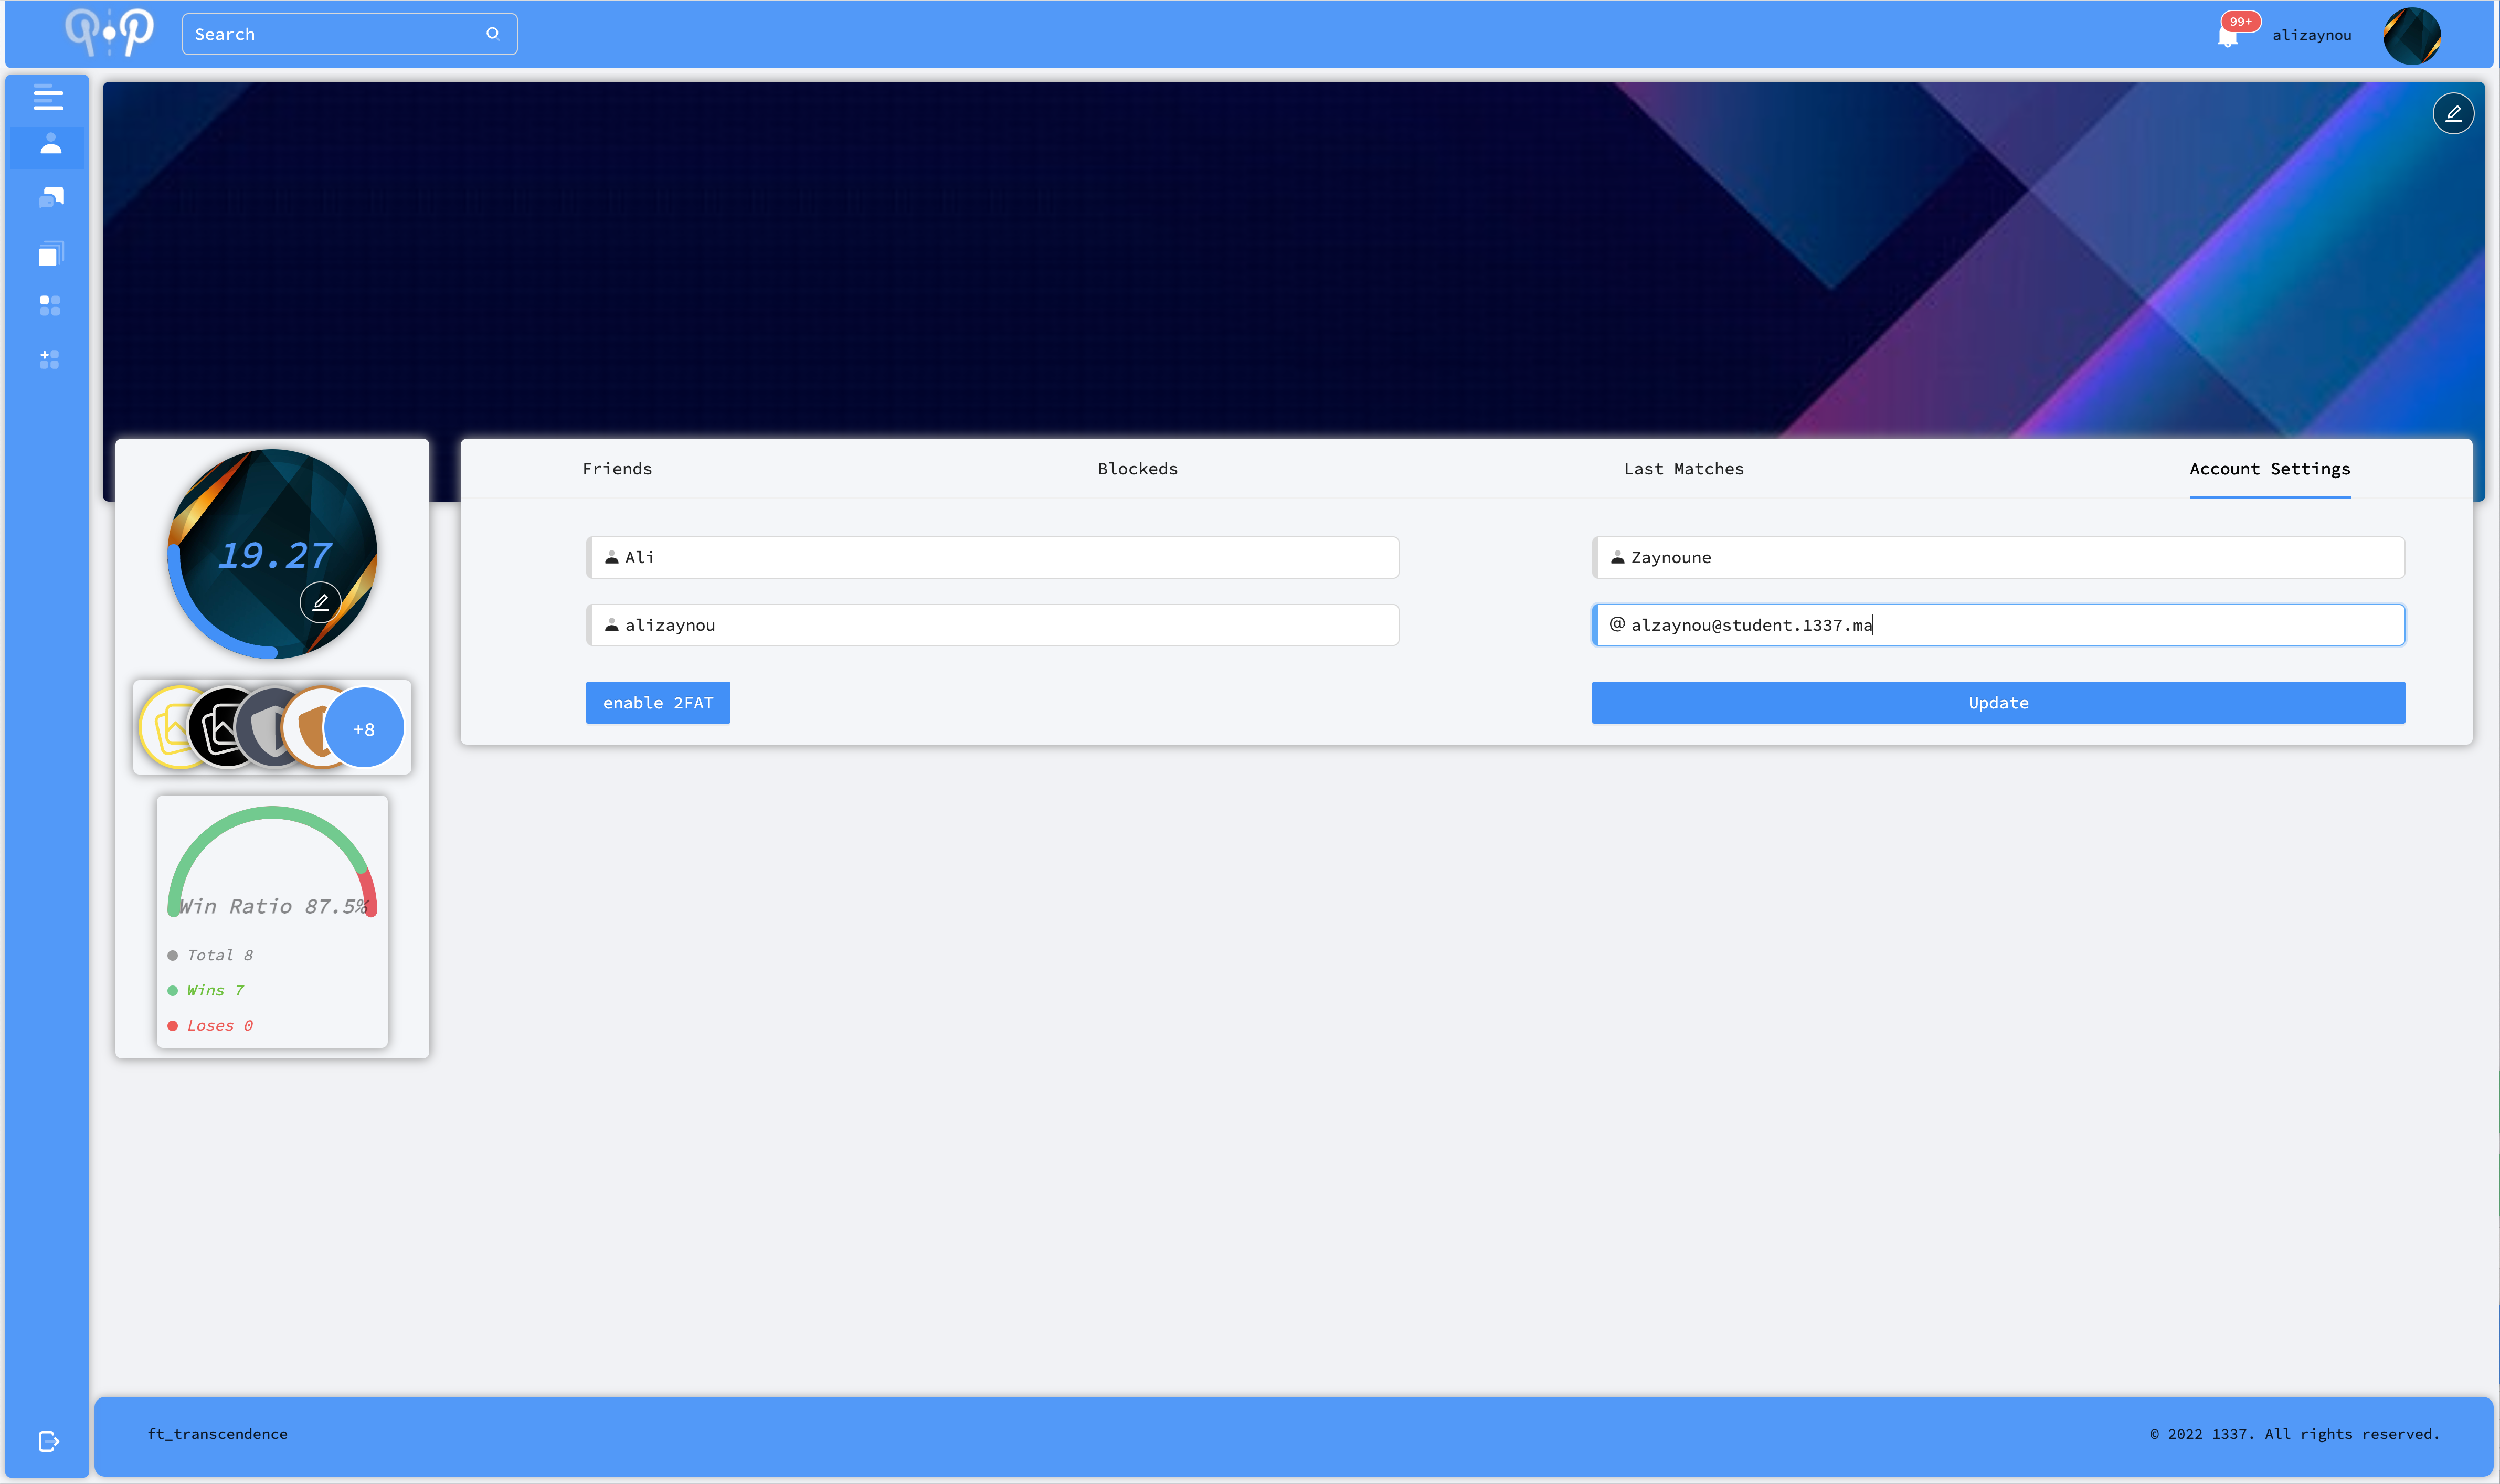 Search
99+
alizaynou
Friends
Blockeds
Last Matches
Account Settings
19.27
Ali
Zaynoune
alizaynou
@ alzaynou@student.1337.ma
enable 2FAT
Update
+8
Win Ratio 87.5%
Total 8
Wins 7
Loses 0
ft_transcendence
© 2022 1337. All rights reserved.